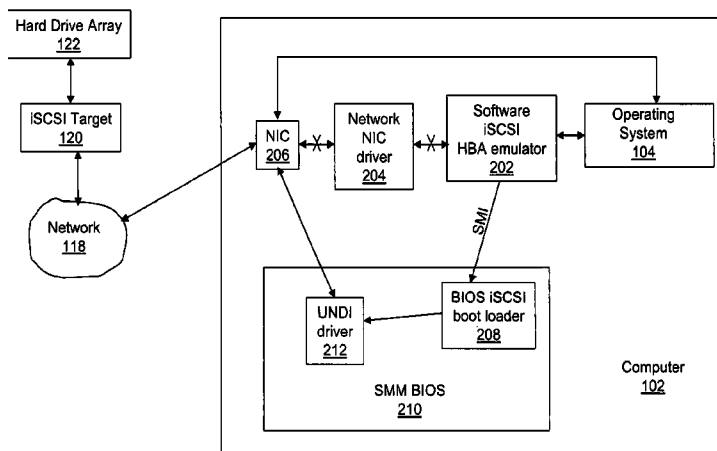 Hard Drive Array
122
iSCSI Target
120
Network
118
NIC
206
Network
NIC
driver
204
Software
iSCSI
HBA emulator
202
Operating
System
104
SMI
BIOS iSCSI
boot loader
208
UNDI
driver
212
SMM BIOS
210
Computer
102